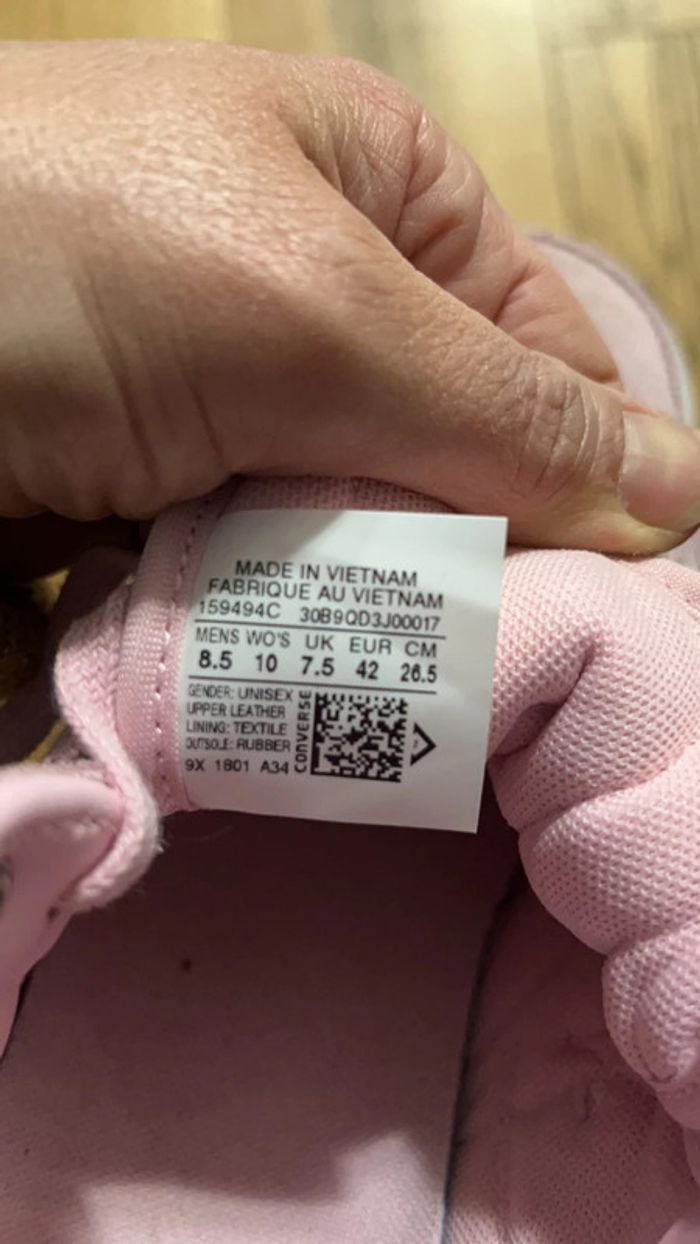 MADE IN VIETNAM
FABRIQUE AU VIETNAM
159494C 30B9QD3J00017
MENS WO'S UK EUR CM
8.5 10 7.5 42 26.5
GENDER: UNISEX
UPPER LEATHER
LINING: TEXTILE
OUTSOLE: RUBBER
9X 1801 A34
CONVERSE